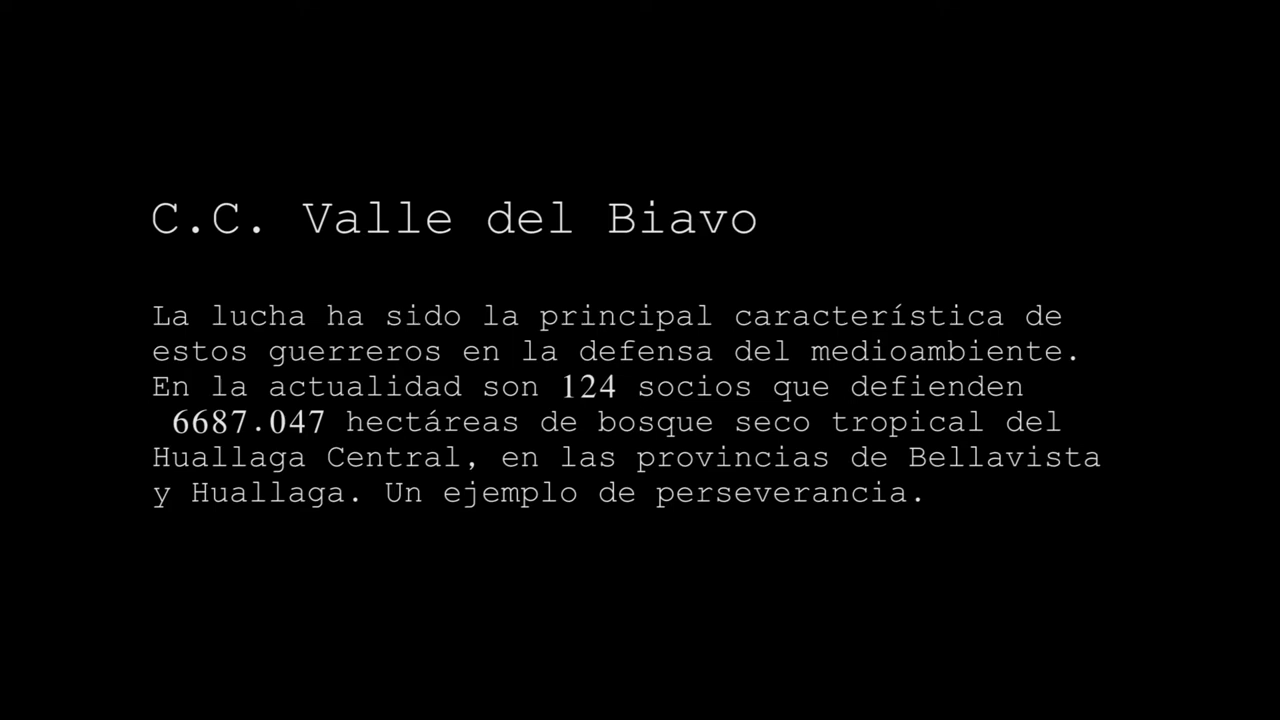 C.C. Valle del Biavo
La lucha ha sido la principal característica de
estos guerreros en la defensa del medioambiente.
En la actualidad son 124 socios que defienden
6687.047 hectáreas de bosque seco tropical del
Huallaga Central, en las provincias de Bellavista
y Huallaga. Un ejemplo de perseverancia.